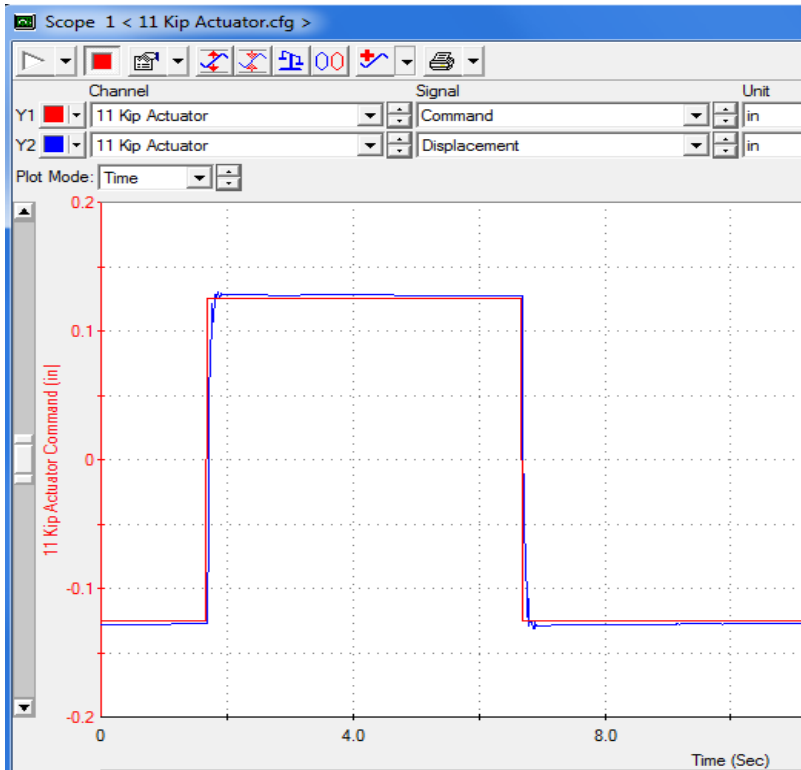 Scope 1 < 11 Kip Actuator.cfg >
Channel Signal Unit
Y1 11 Kip Actuator Command in
Y2 11 Kip Actuator Displacement in
Plot Mode: Time
0.2
0.1
0
-0.1
-0.2
11 Kip Actuator Command (in)
0 4.0 8.0
Time (Sec)